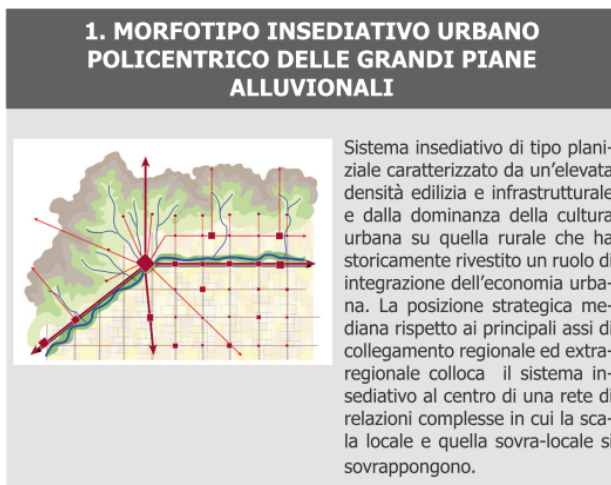 1. MORFOTIPO INSEDIATIVO URBANO
POLICENTRICO DELLE GRANDI PIANE
ALLUVIONALI
Sistema insediativo di tipo plani-
ziale caratterizzato da un'elevata
densità edilizia e infrastrutturale
e dalla dominanza della cultura
urbana su quella rurale che ha
storicamente rivestito un ruolo di
integrazione dell'economia urba-
na. La posizione strategica me-
diana rispetto ai principali assi di
collegamento regionale ed extra-
regionale colloca il sistema in-
sediativo al centro di una rete di
relazioni complesse in cui la sca-
la locale e quella sovra-locale si
sovrappongono.